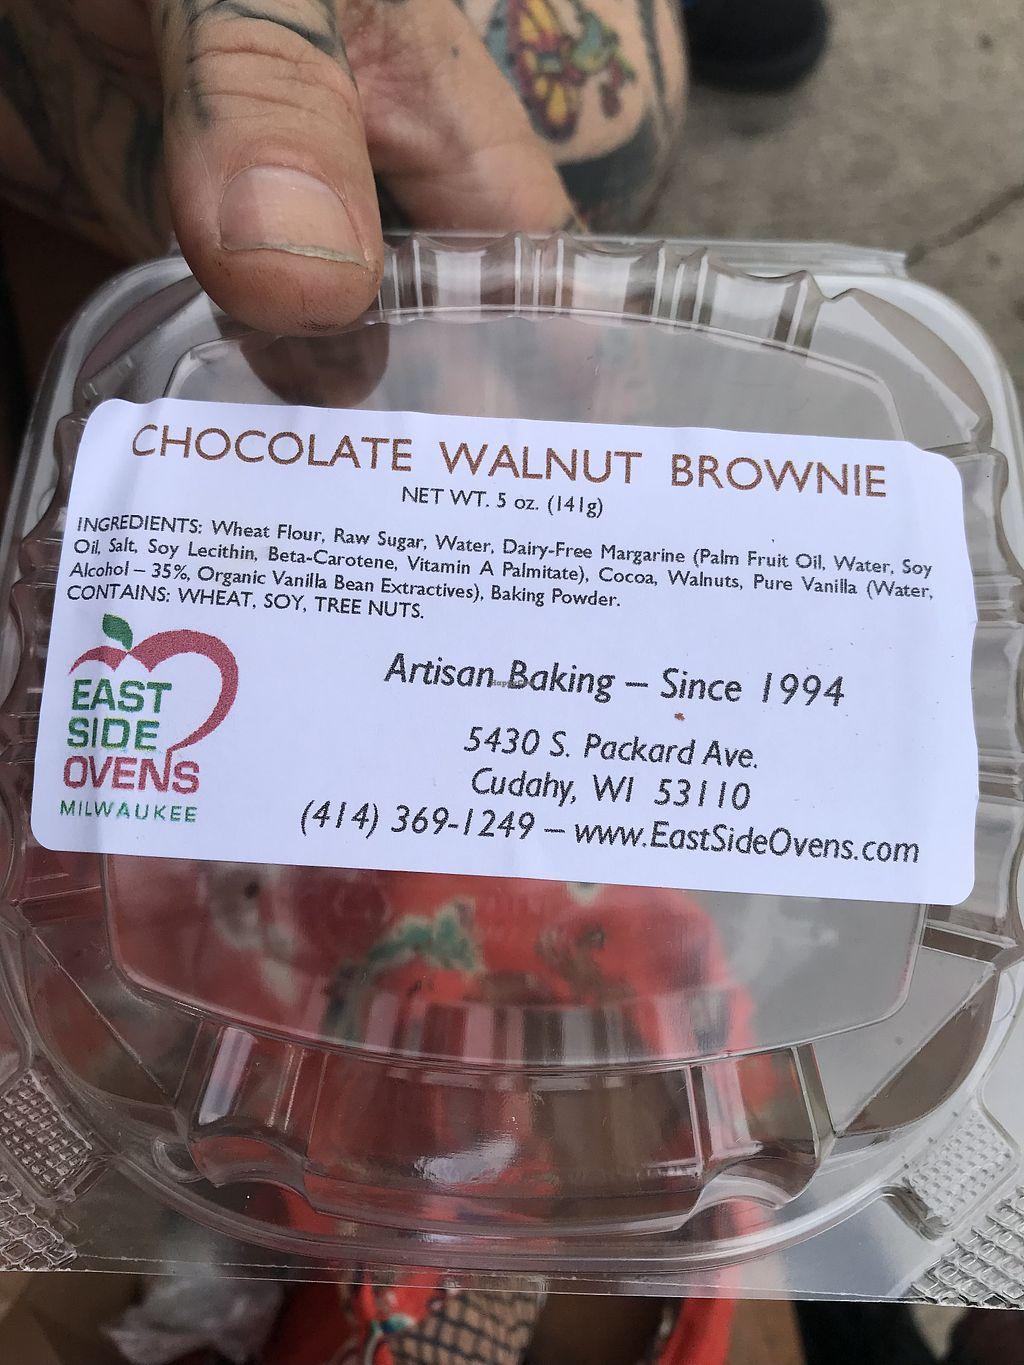 CHOCOLATE WALNUT BROWNIE
NET WT. 5 oz. (141g)
INGREDIENTS: Wheat Flour, Raw Sugar, Water, Dairy-Free Margarine (Palm Fruit Oil, Water, Soy
Oil, Salt, Soy Lecithin, Beta-Carotene, Vitamin A Palmitate), Cocoa, Walnuts, Pure Vanilla (Water,
Alcohol – 35%, Organic Vanilla Bean Extractives), Baking Powder.
CONTAINS: WHEAT, SOY, TREE NUTS.
EAST
SIDE
OVENS
MILWAUKEE
Artisan Baking – Since 1994
5430 S. Packard Ave.
Cudahy, WI 53110
(414) 369-1249 – www.EastSideOvens.com